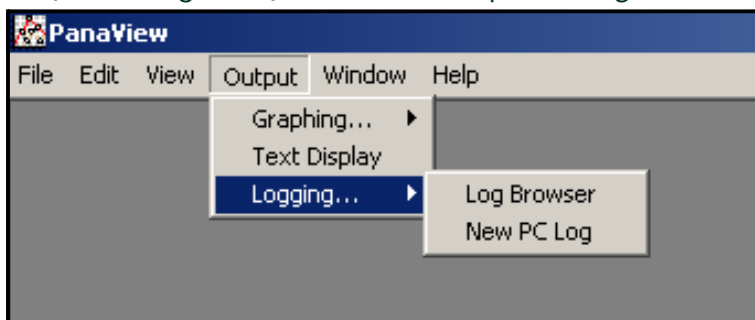 PanaView
File Edit View Output Window Help
Graphing...
Text Display
Logging...
Log Browser
New PC Log